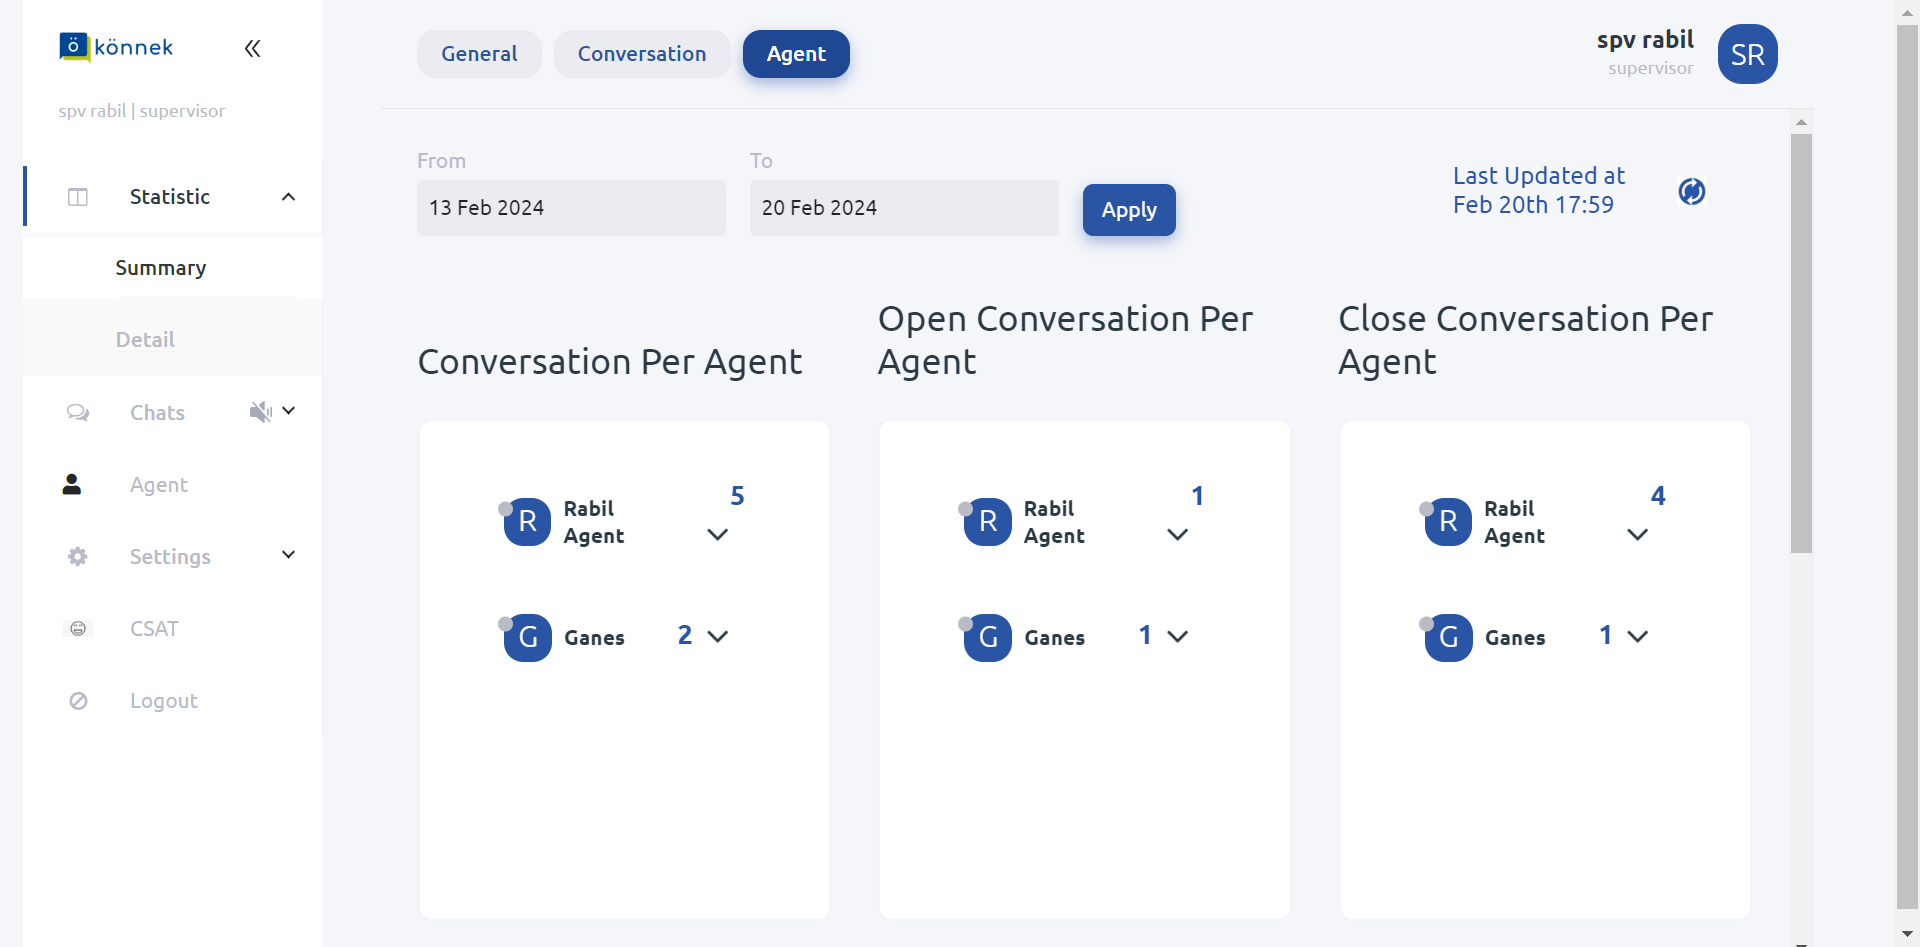 ö könnek
spv rabil | supervisor
Statistic
Summary
Detail
Chats
Agent
Settings
CSAT
Logout
General
Conversation
Agent
spv rabil
supervisor
SR
From
13 Feb 2024
To
20 Feb 2024
Apply
Last Updated at
Feb 20th 17:59
Conversation Per Agent
R
Rabil
Agent
5
G
Ganes
2
Open Conversation Per
Agent
R
Rabil
Agent
1
G
Ganes
1
Close Conversation Per
Agent
R
Rabil
Agent
4
G
Ganes
1